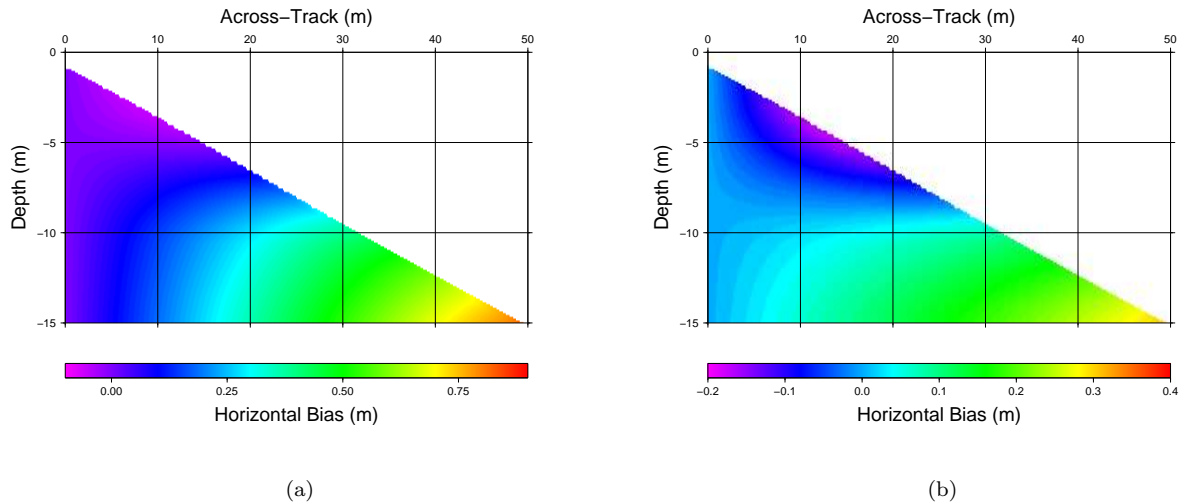 Across−Track (m)
0 10 20 30 40 50
0
−5
−10
−15
Depth (m)
0.00 0.25 0.50 0.75
Horizontal Bias (m)
(a)
Across−Track (m)
0 10 20 30 40 50
0
−5
−10
−15
Depth (m)
−0.2 −0.1 0.0 0.1 0.2 0.3 0.4
Horizontal Bias (m)
(b)